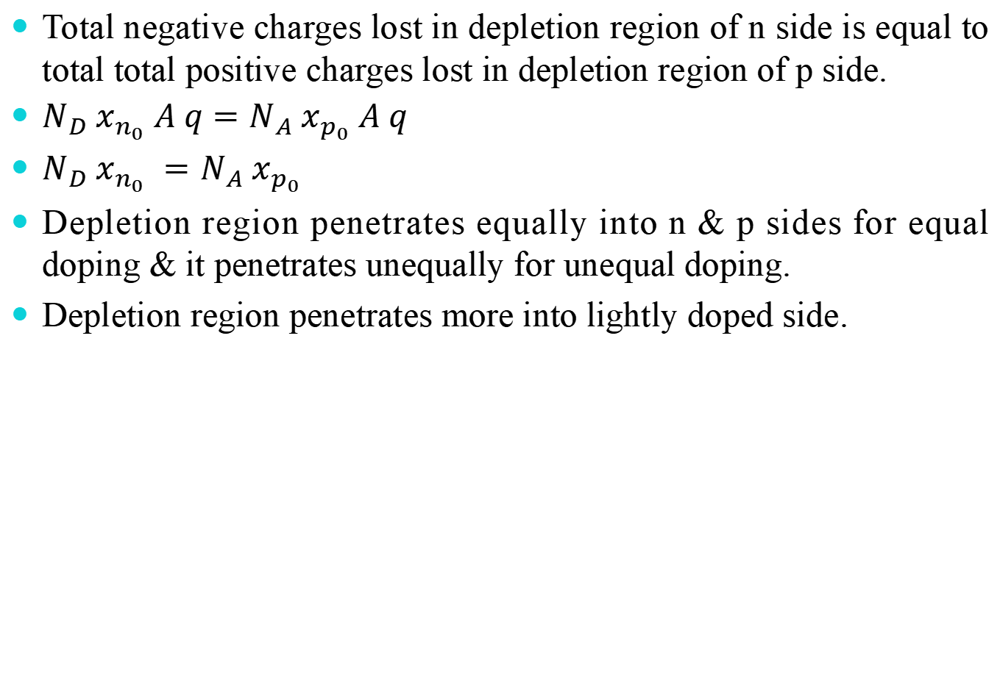 • Total negative charges lost in depletion region of n side is equal to
total total positive charges lost in depletion region of p side.
• N_D x_{n_0} A q = N_A x_{p_0} A q
• N_D x_{n_0} = N_A x_{p_0}
• Depletion region penetrates equally into n & p sides for equal
doping & it penetrates unequally for unequal doping.
• Depletion region penetrates more into lightly doped side.